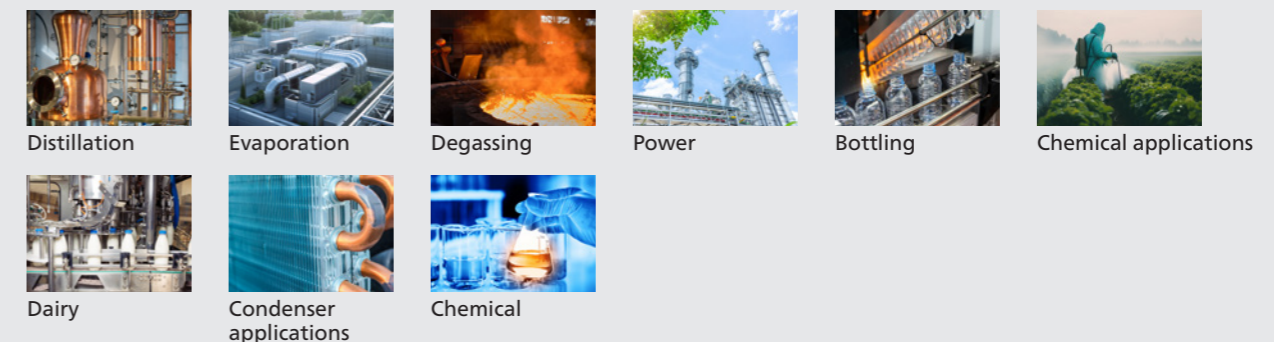 Distillation
Evaporation
Degassing
Power
Bottling
Chemical applications
Dairy
Condenser
applications
Chemical